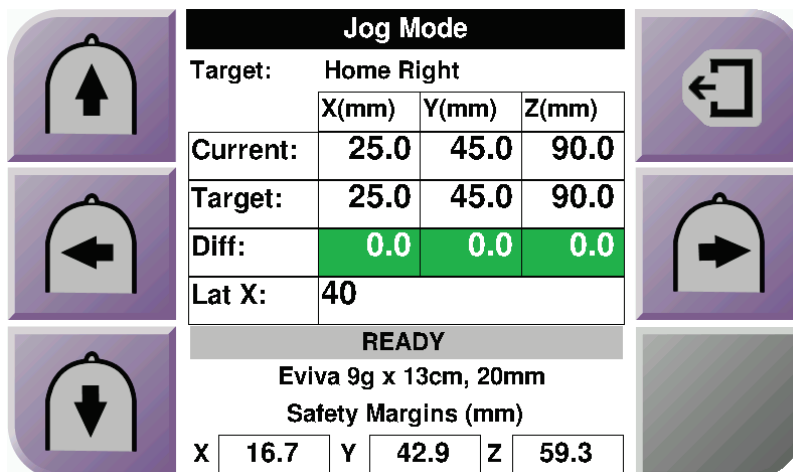 Jog Mode
Target: Home Right
X(mm) Y(mm) Z(mm)
Current: 25.0 45.0 90.0
Target: 25.0 45.0 90.0
Diff: 0.0 0.0 0.0
Lat X: 40
READY
Eviva 9g x 13cm, 20mm
Safety Margins (mm)
X 16.7 Y 42.9 Z 59.3